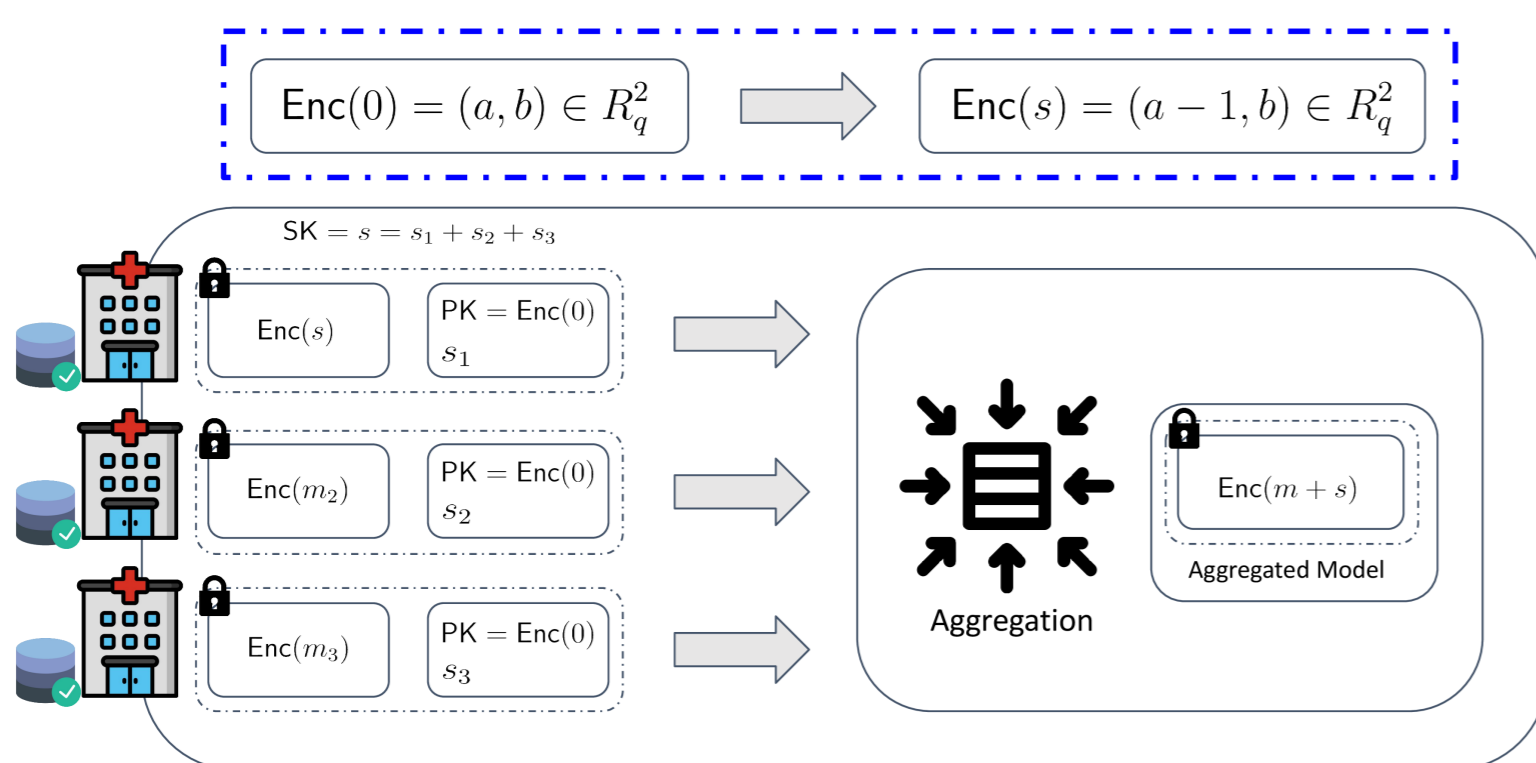 Enc(0) = (a, b) ∈ R_q^2
Enc(s) = (a − 1, b) ∈ R_q^2
SK = s = s_1 + s_2 + s_3
Enc(s)
PK = Enc(0)
s_1
Enc(m_2)
PK = Enc(0)
s_2
Enc(m_3)
PK = Enc(0)
s_3
Aggregation
Enc(m + s)
Aggregated Model